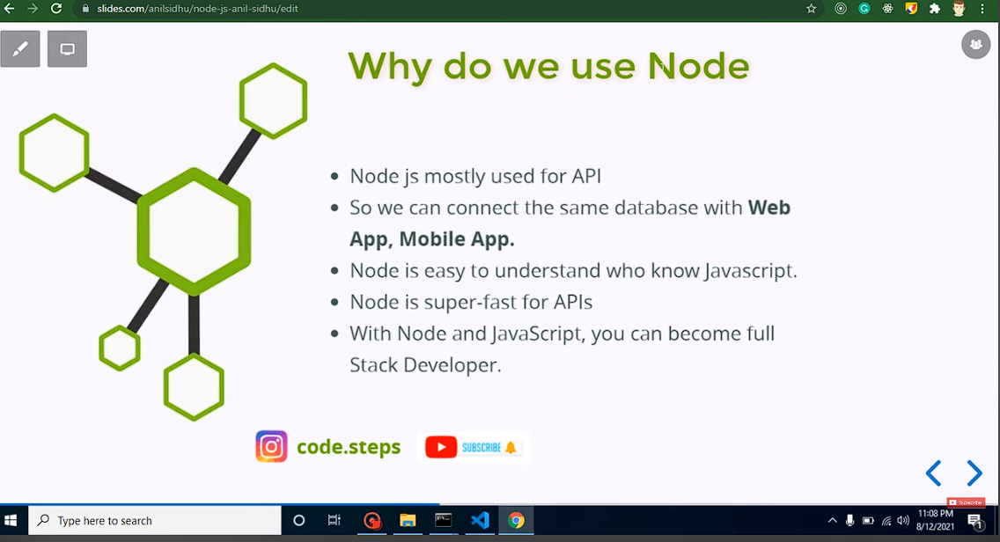 slides.com/anilsidhu/node-js-anil-sidhu/edit
Why do we use Node
Node js mostly used for API
So we can connect the same database with Web
App, Mobile App.
Node is easy to understand who know Javascript.
Node is super-fast for APIs
With Node and JavaScript, you can become full
Stack Developer.
code.steps
SUBSCRIBE
Subscribe
Type here to search
11:08 PM
8/12/2021
1